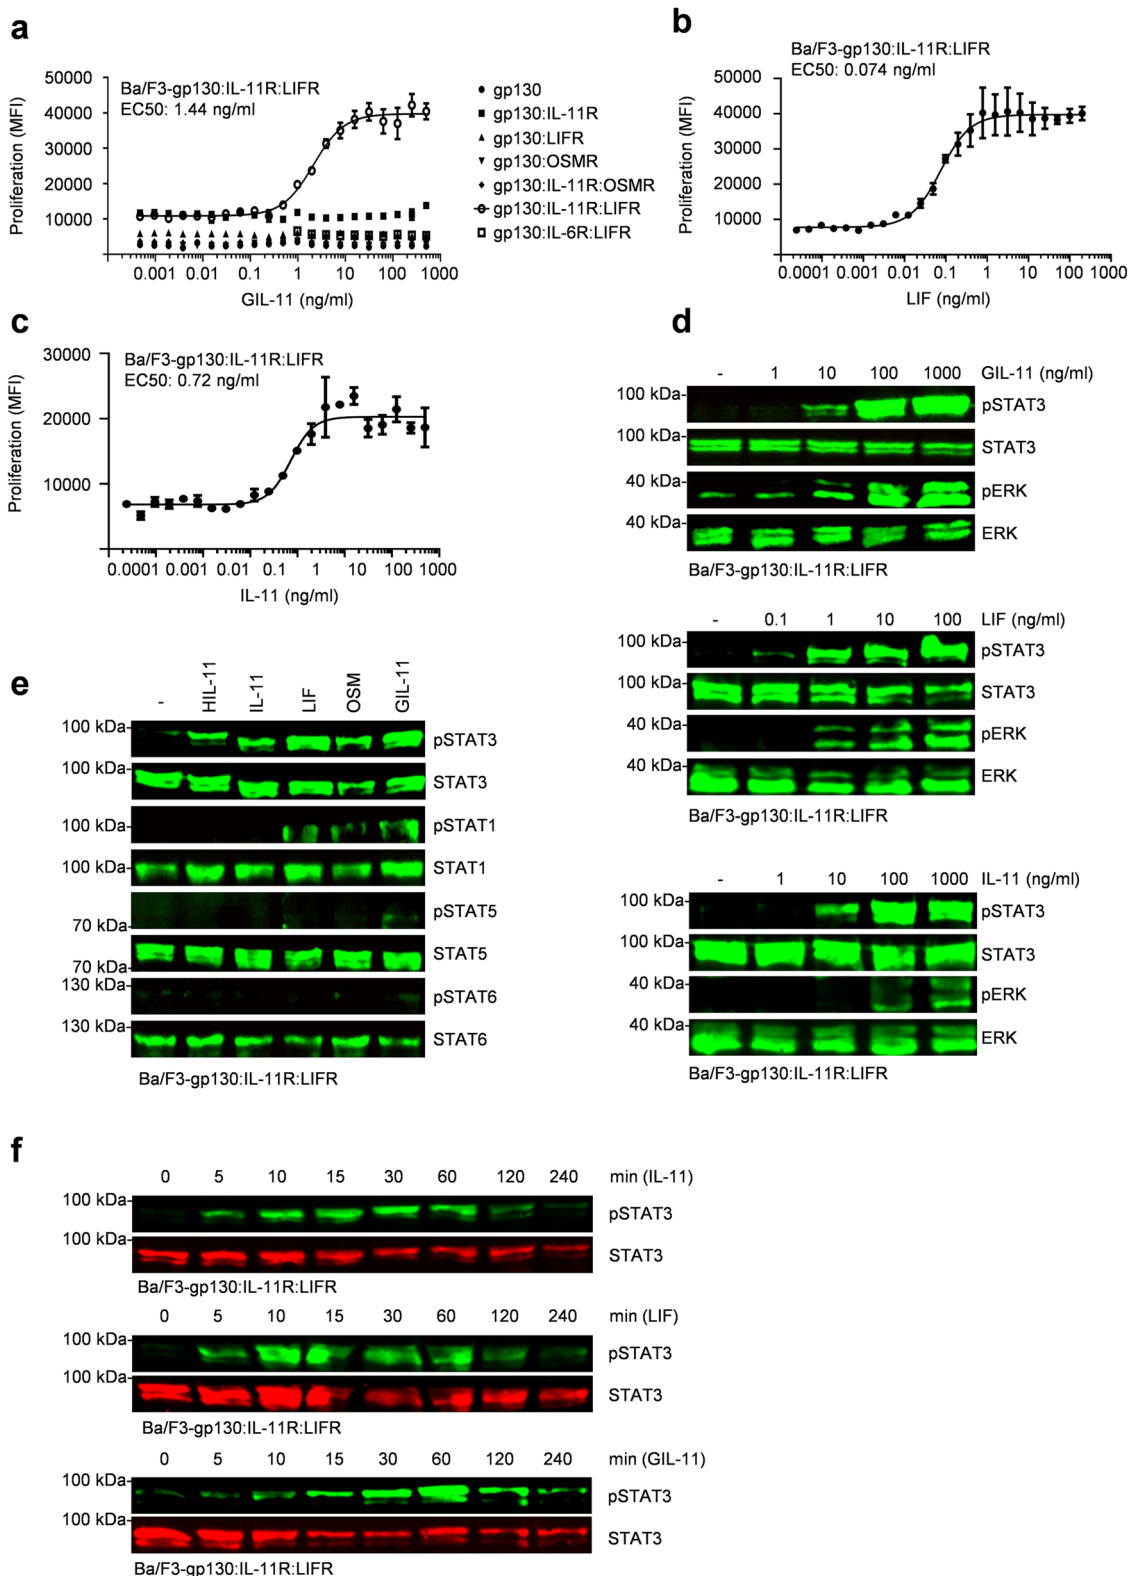 a
Ba/F3-gp130:IL-11R:LIFR
EC50: 1.44 ng/ml
Proliferation (MFI)
50000
40000
30000
20000
10000
0.001 0.01 0.1 1 10 100 1000
GIL-11 (ng/ml)
gp130
gp130:IL-11R
gp130:LIFR
gp130:OSMR
gp130:IL-11R:OSMR
gp130:IL-11R:LIFR
gp130:IL-6R:LIFR
b
Ba/F3-gp130:IL-11R:LIFR
EC50: 0.074 ng/ml
Proliferation (MFI)
50000
40000
30000
20000
10000
0.0001 0.001 0.01 0.1 1 10 100 1000
LIF (ng/ml)
c
Ba/F3-gp130:IL-11R:LIFR
EC50: 0.72 ng/ml
Proliferation (MFI)
30000
20000
10000
0.0001 0.001 0.01 0.1 1 10 100 1000
IL-11 (ng/ml)
d
- 1 10 100 1000 GIL-11 (ng/ml)
100 kDa- pSTAT3
100 kDa- STAT3
40 kDa- pERK
40 kDa- ERK
Ba/F3-gp130:IL-11R:LIFR
- 0.1 1 10 100 LIF (ng/ml)
100 kDa- pSTAT3
100 kDa- STAT3
40 kDa- pERK
40 kDa- ERK
Ba/F3-gp130:IL-11R:LIFR
- 1 10 100 1000 IL-11 (ng/ml)
100 kDa- pSTAT3
100 kDa- STAT3
40 kDa- pERK
40 kDa- ERK
Ba/F3-gp130:IL-11R:LIFR
e
- HIL-11 IL-11 LIF OSM GIL-11
100 kDa- pSTAT3
100 kDa- STAT3
100 kDa- pSTAT1
100 kDa- STAT1
70 kDa- pSTAT5
70 kDa- STAT5
130 kDa- pSTAT6
130 kDa- STAT6
Ba/F3-gp130:IL-11R:LIFR
f
0 5 10 15 30 60 120 240 min (IL-11)
100 kDa- pSTAT3
100 kDa- STAT3
Ba/F3-gp130:IL-11R:LIFR
0 5 10 15 30 60 120 240 min (LIF)
100 kDa- pSTAT3
100 kDa- STAT3
Ba/F3-gp130:IL-11R:LIFR
0 5 10 15 30 60 120 240 min (GIL-11)
100 kDa- pSTAT3
100 kDa- STAT3
Ba/F3-gp130:IL-11R:LIFR